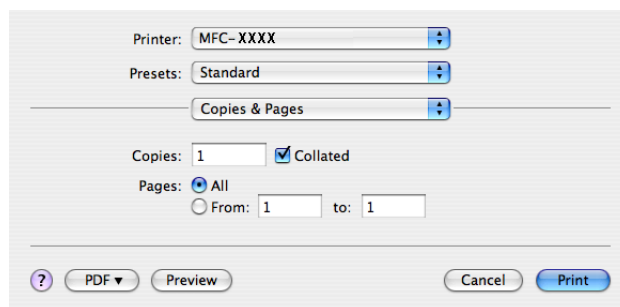 Printer: MFC-XXXX
Presets: Standard
Copies & Pages
Copies: 1 Collated
Pages: All
From: 1 to: 1
? PDF▼ Preview Cancel Print